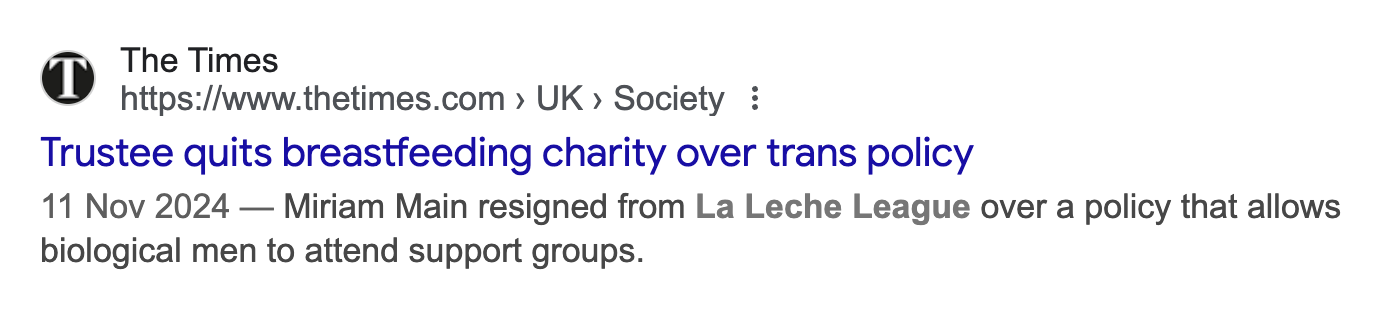 The Times
https://www.thetimes.com › UK › Society
Trustee quits breastfeeding charity over trans policy
11 Nov 2024 — Miriam Main resigned from La Leche League over a policy that allows
biological men to attend support groups.